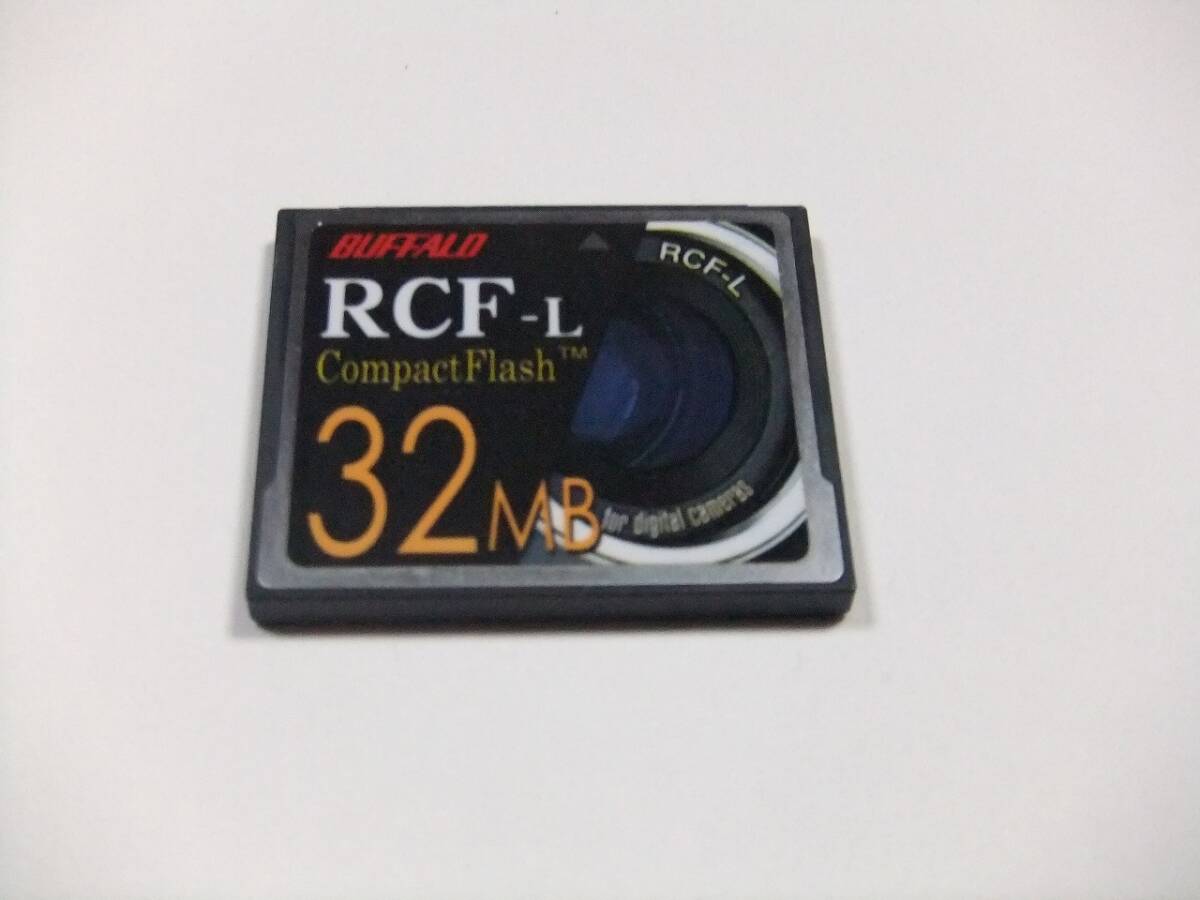 BUFFALO
RCF-L
RCF-L
CompactFlash™
32MB
for digital cameras